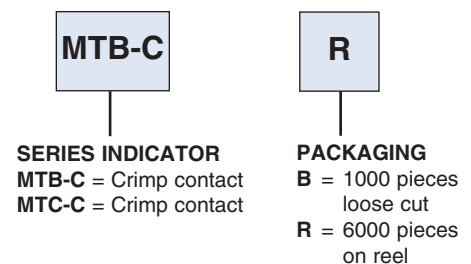 MTB-C
R
SERIES INDICATOR
MTB-C = Crimp contact
MTC-C = Crimp contact
PACKAGING
B = 1000 pieces
loose cut
R = 6000 pieces
on reel